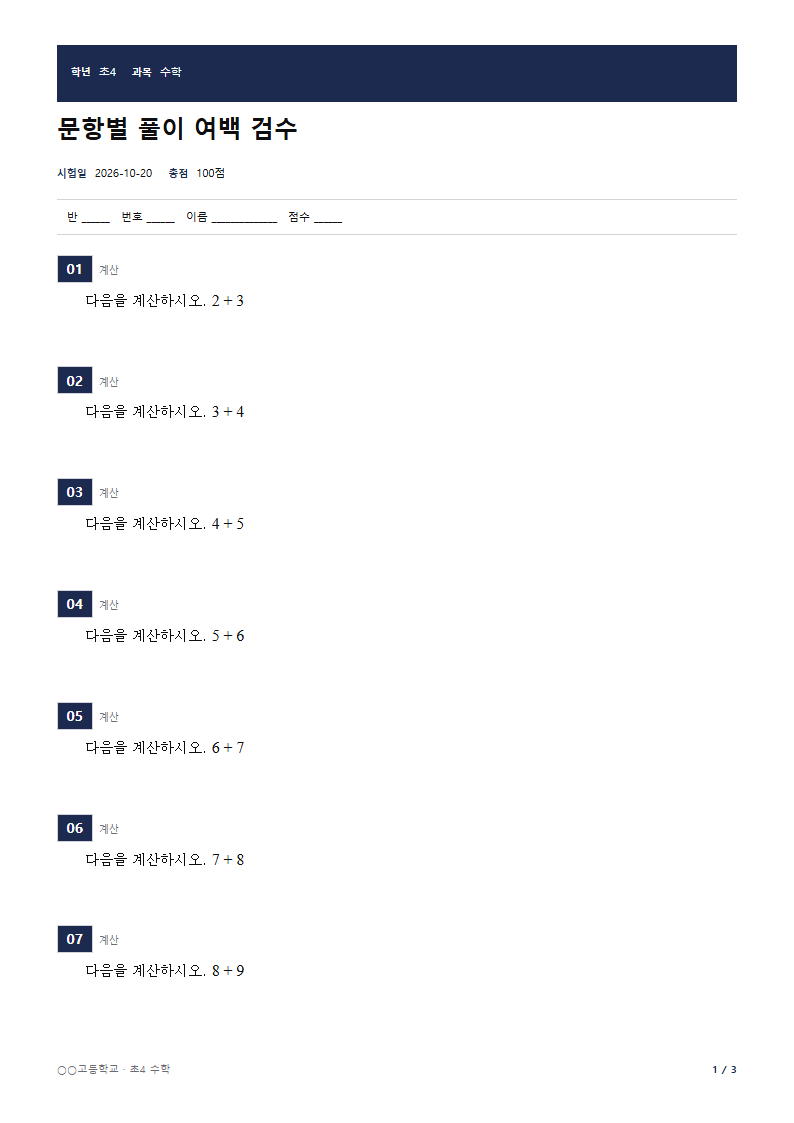 학년 초4 과목 수학
문항별 풀이 여백 검수
시험일 2026-10-20 총점 100점
반 _____ 번호 _____ 이름 ____________ 점수 _____
01 계산
다음을 계산하시오. 2 + 3
02 계산
다음을 계산하시오. 3 + 4
03 계산
다음을 계산하시오. 4 + 5
04 계산
다음을 계산하시오. 5 + 6
05 계산
다음을 계산하시오. 6 + 7
06 계산
다음을 계산하시오. 7 + 8
07 계산
다음을 계산하시오. 8 + 9
○○고등학교 · 초4 수학 1 / 3